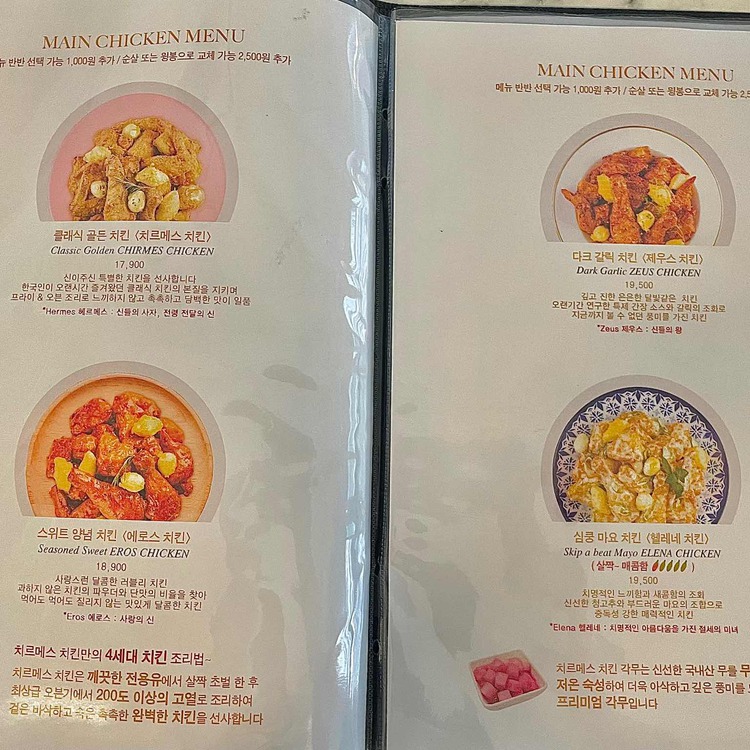 MAIN CHICKEN MENU
뉴 반반 선택 가능 1,000원 추가 / 순살 또는 윙봉으로 교체 가능 2,500원 추가
클래식 골든 치킨 〈치르메스 치킨〉
Classic Golden CHIRMES CHICKEN
17,900
신이주신 특별한 치킨을 선사합니다
한국인이 오랜시간 즐겨왔던 클래식 치킨의 본질을 지키며
프라이 & 오븐 조리로 느끼하지 않고 촉촉하고 담백한 맛이 일품
*Hermes 헤르메스 : 신들의 사자, 전령 전달의 신
스위트 양념 치킨 〈에로스 치킨〉
Seasoned Sweet EROS CHICKEN
18,900
사랑스런 달콤한 러블리 치킨
과하지 않은 치킨의 파우더와 단맛의 비율을 찾아
먹어도 먹어도 질리지 않는 맛있게 달콤한 치킨
*Eros 에로스 : 사랑의 신
치르메스 치킨만의 4세대 치킨 조리법~
치르메스 치킨은 깨끗한 전용유에서 살짝 초벌 한 후
최상급 오븐기에서 200도 이상의 고열로 조리하여
겉은 바삭하고 속은 촉촉한 완벽한 치킨을 선사합니다
MAIN CHICKEN MENU
메뉴 반반 선택 가능 1,000원 추가 / 순살 또는 윙봉으로 교체 가능 2,5
다크 갈릭 치킨 〈제우스 치킨〉
Dark Garlic ZEUS CHICKEN
19,500
깊고 진한 은은한 달빛같은 치킨
오랜기간 연구한 특제 간장 소스와 갈릭의 조화로
지금까지 볼 수 없던 풍미를 가진 치킨
*Zeus 제우스 : 신들의 왕
심쿵 마요 치킨 〈헬레네 치킨〉
Skip a beat Mayo ELENA CHICKEN
(살짝~ 매콤함 )
19,500
치명적인 느끼함과 새콤함의 조회
신선한 청고추와 부드러운 마요의 조합으로
중독성 강한 매력적인 치킨
*Elena 헬레네 : 치명적인 아름다움을 가진 절세의 미녀
치르메스 치킨 각무는 신선한 국내산 무를 무
저온 숙성하여 더욱 아삭하고 깊은 풍미를
프리미엄 각무입니다